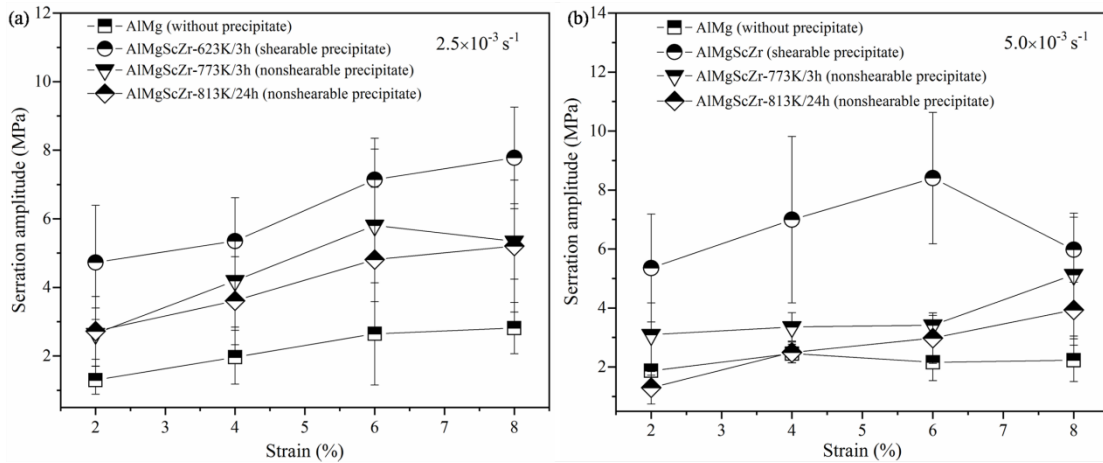 (a)
AlMg (without precipitate)
AlMgScZr-623K/3h (shearable precipitate)
AlMgScZr-773K/3h (nonshearable precipitate)
AlMgScZr-813K/24h (nonshearable precipitate)
2.5×10⁻³ s⁻¹
Serration amplitude (MPa)
10
8
6
4
2
2 3 4 5 6 7 8
Strain (%)
(b)
AlMg (without precipitate)
AlMgScZr (shearable precipitate)
AlMgScZr-773K/3h (nonshearable precipitate)
AlMgScZr-813K/24h (nonshearable precipitate)
5.0×10⁻³ s⁻¹
Serration amplitude (MPa)
14
12
10
8
6
4
2
2 3 4 5 6 7 8
Strain (%)